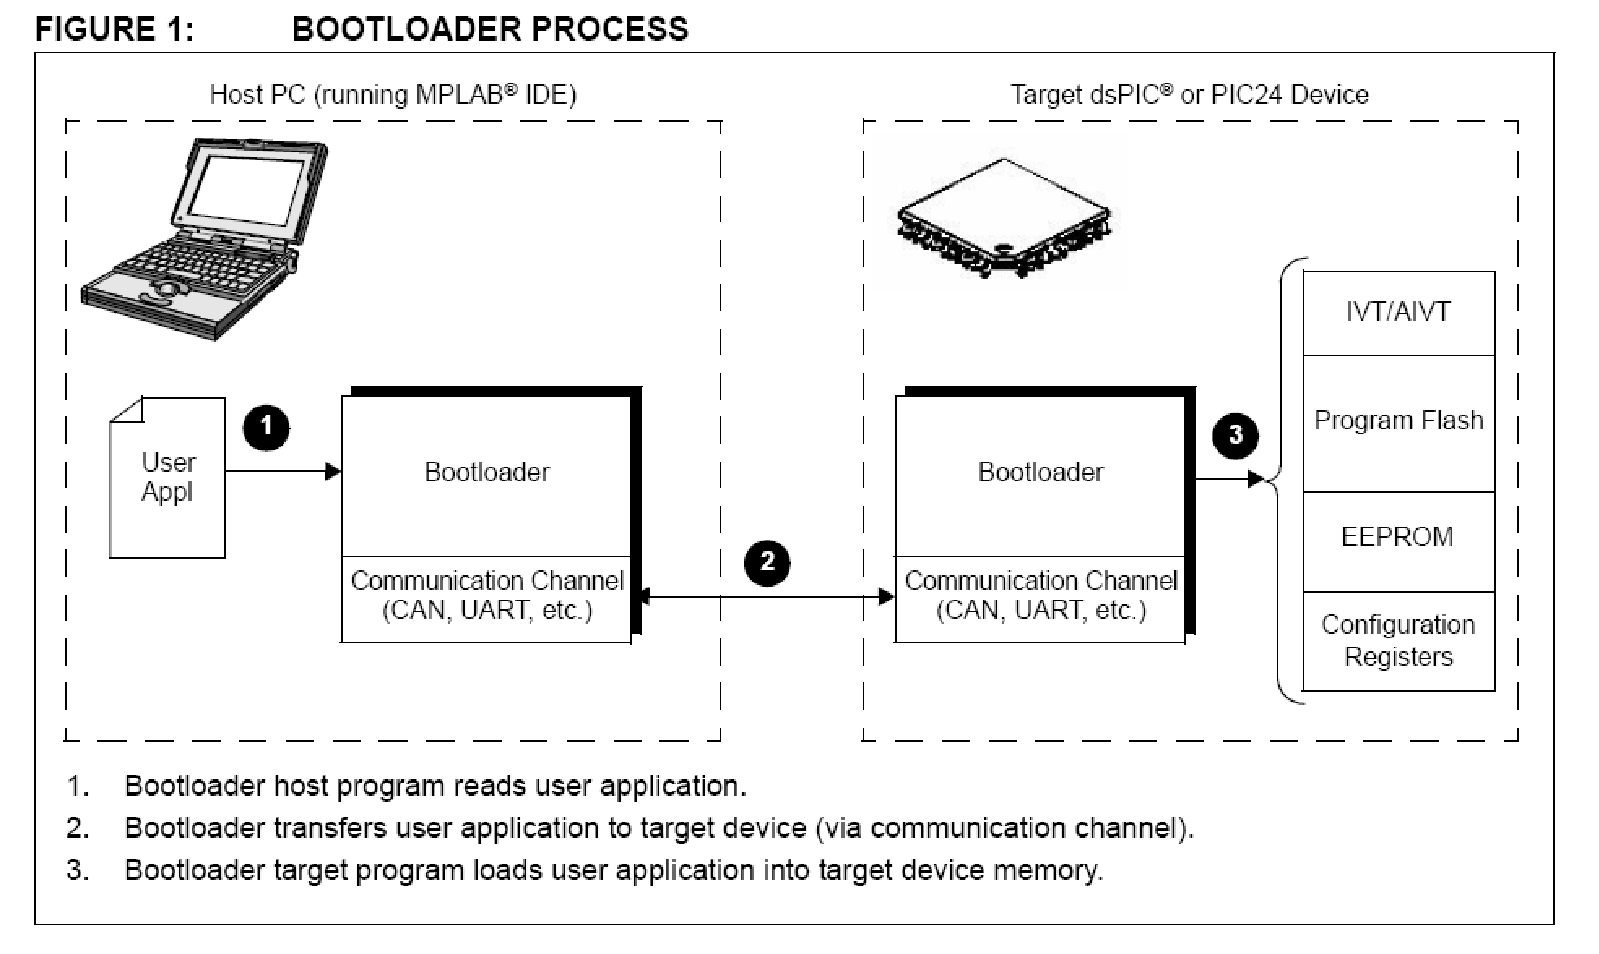 FIGURE 1: BOOTLOADER PROCESS
Host PC (running MPLAB® IDE)
Target dsPIC® or PIC24 Device
User
Appl
1
Bootloader
Communication Channel
(CAN, UART, etc.)
2
Bootloader
Communication Channel
(CAN, UART, etc.)
3
IVT/AIVT
Program Flash
EEPROM
Configuration
Registers
1. Bootloader host program reads user application.
2. Bootloader transfers user application to target device (via communication channel).
3. Bootloader target program loads user application into target device memory.